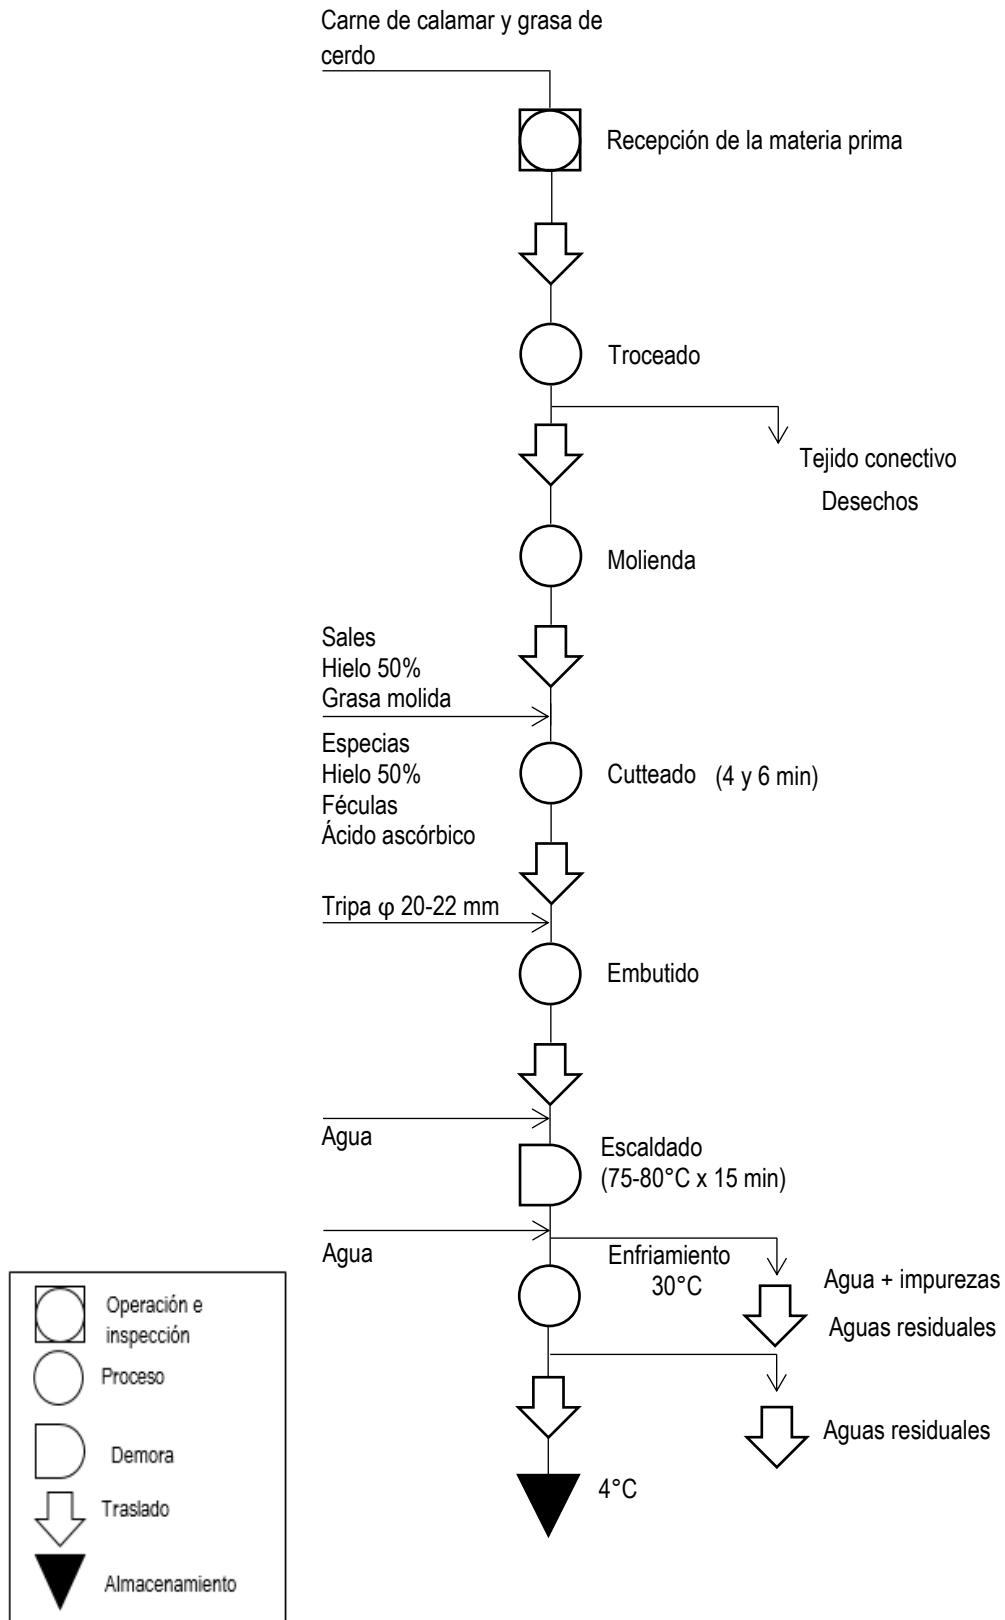 Carne de calamar y grasa de
cerdo
Recepción de la materia prima
Troceado
Tejido conectivo
Desechos
Molienda
Sales
Hielo 50%
Grasa molida
Especias
Hielo 50%
Féculas
Ácido ascórbico
Cutteado (4 y 6 min)
Tripa φ 20-22 mm
Embutido
Agua
Escaldado
(75-80°C x 15 min)
Agua
Enfriamiento
30°C
Agua + impurezas
Aguas residuales
Aguas residuales
4°C
Operación e
inspección
Proceso
Demora
Traslado
Almacenamiento